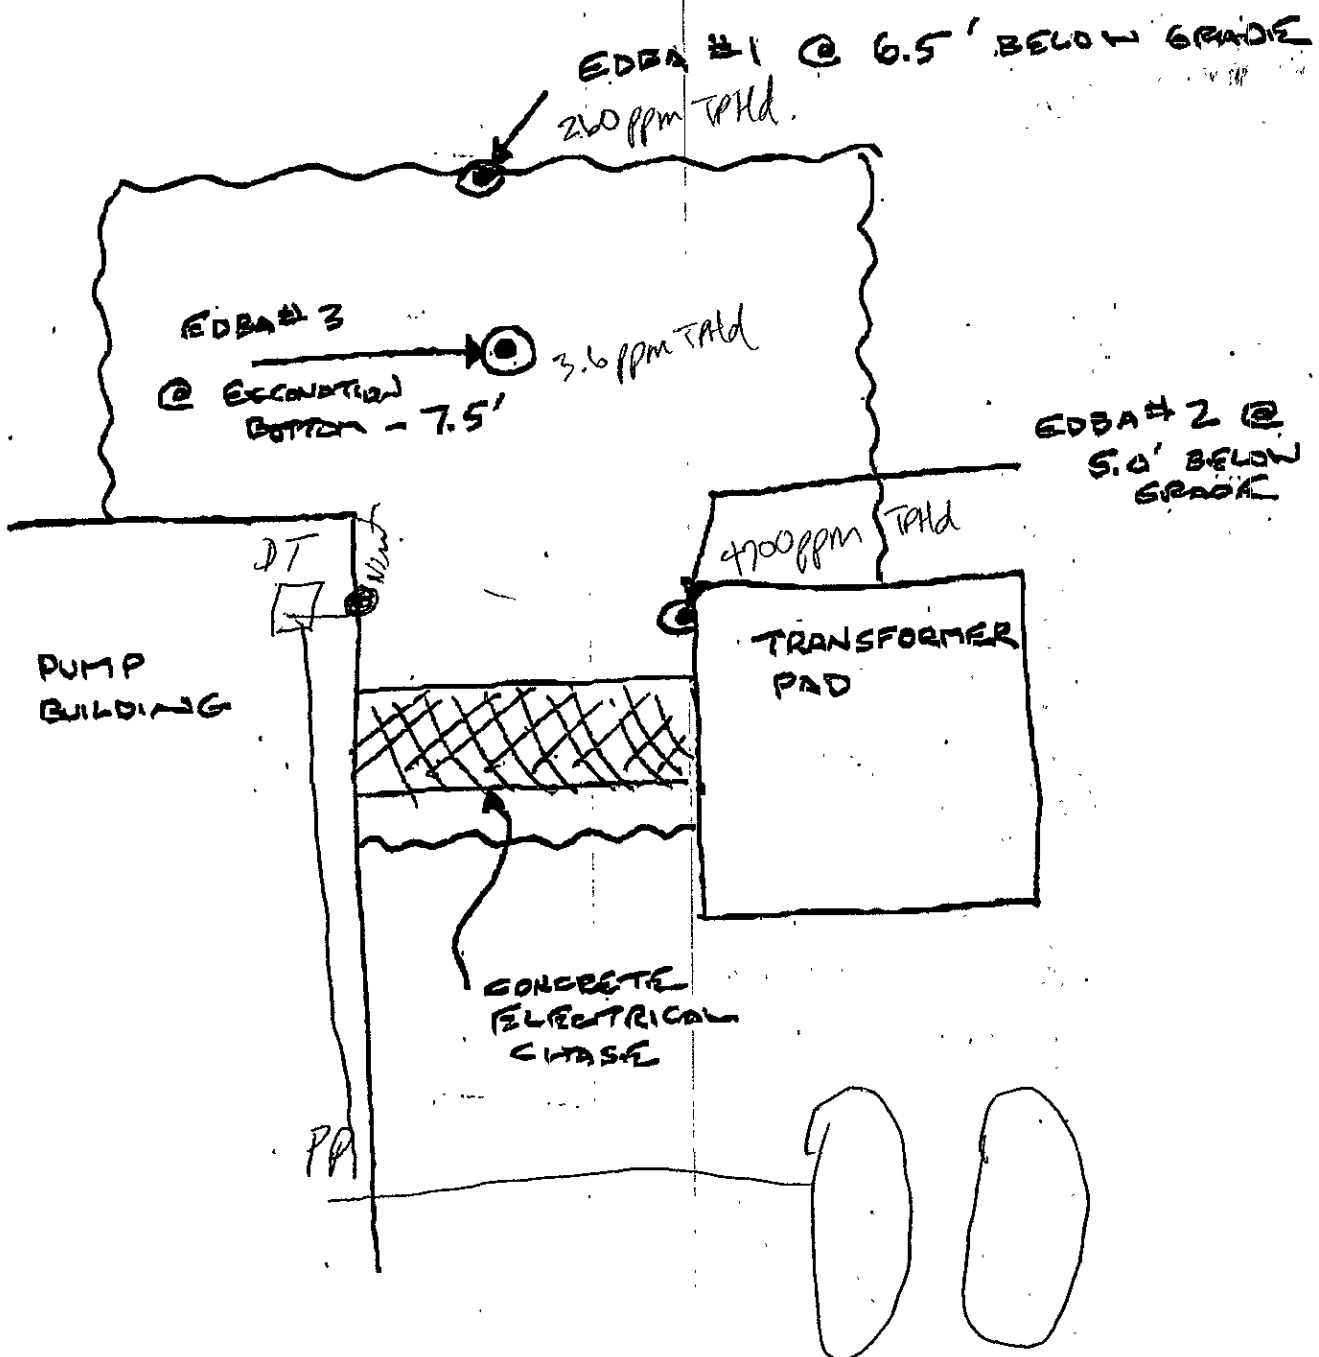 EDBA #1 @ 6.5' BELOW GRADE
260 ppm TPHd.
EDBA #3
3.6 ppm TPHd
@ EXCAVATION
BOTTOM - 7.5'
EDBA #2 @
5.0' BELOW
GRADE
4700 ppm TPHd
DT
New
TRANSFORMER
PAD
PUMP
BUILDING
CONCRETE
ELECTRICAL
CHASE
PP